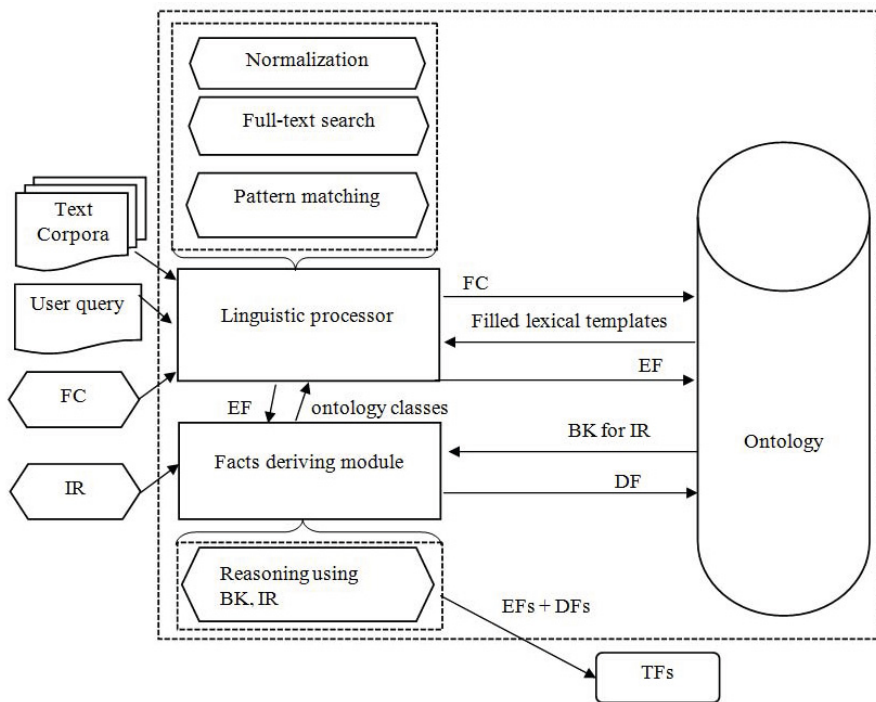 Normalization
Full-text search
Pattern matching
Text
Corpora
User query
FC
IR
Linguistic processor
FC
Filled lexical templates
EF
EF
ontology classes
Facts deriving module
BK for IR
DF
Ontology
Reasoning using
BK, IR
EFs + DFs
TFs